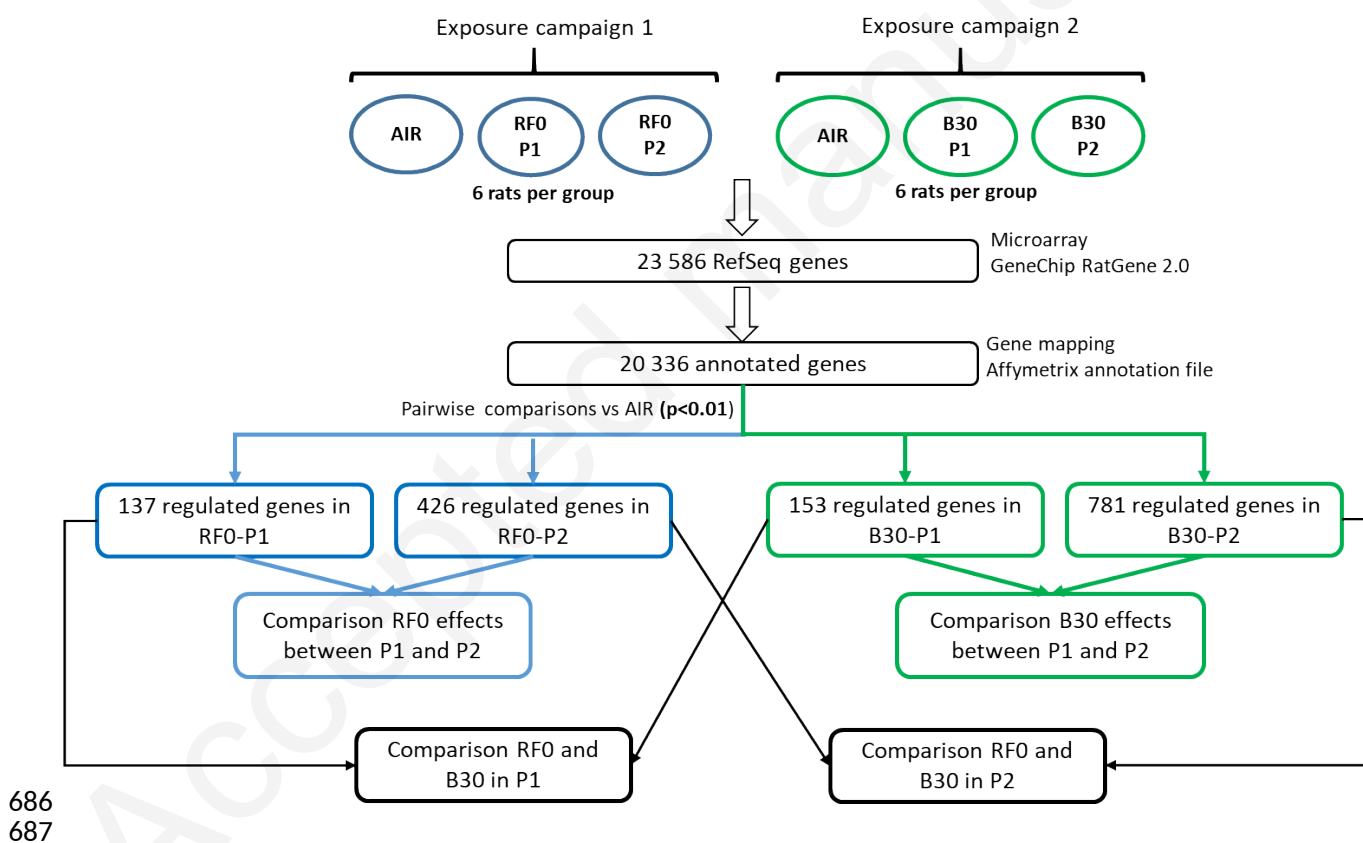 Exposure campaign 1
Exposure campaign 2
AIR
RF0
P1
RF0
P2
AIR
B30
P1
B30
P2
6 rats per group
6 rats per group
23 586 RefSeq genes
Microarray
GeneChip RatGene 2.0
20 336 annotated genes
Gene mapping
Affymetrix annotation file
Pairwise comparisons vs AIR (p<0.01)
137 regulated genes in
RF0-P1
426 regulated genes in
RF0-P2
153 regulated genes in
B30-P1
781 regulated genes in
B30-P2
Comparison RF0 effects
between P1 and P2
Comparison B30 effects
between P1 and P2
Comparison RF0 and
B30 in P1
Comparison RF0 and
B30 in P2
686
687
Accepted manu